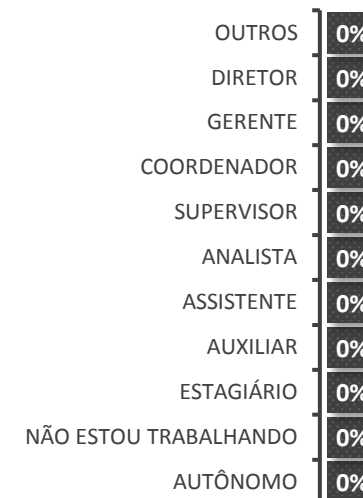 OUTROS 0%
DIRETOR 0%
GERENTE 0%
COORDENADOR 0%
SUPERVISOR 0%
ANALISTA 0%
ASSISTENTE 0%
AUXILIAR 0%
ESTAGIÁRIO 0%
NÃO ESTOU TRABALHANDO 0%
AUTÔNOMO 0%